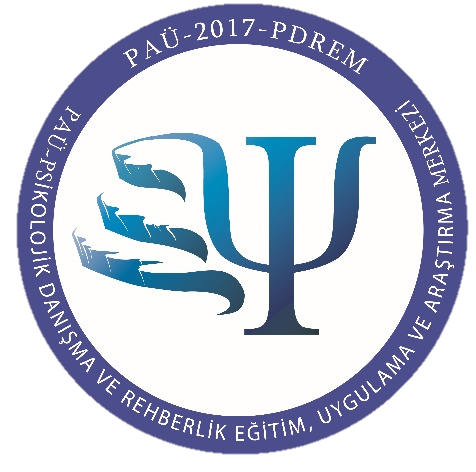 PAÜ-2017-PDREM
PAÜ-PSİKOLOJİK DANIŞMA VE REHBERLİK EĞİTİM, UYGULAMA VE ARAŞTIRMA MERKEZİ
Ψ